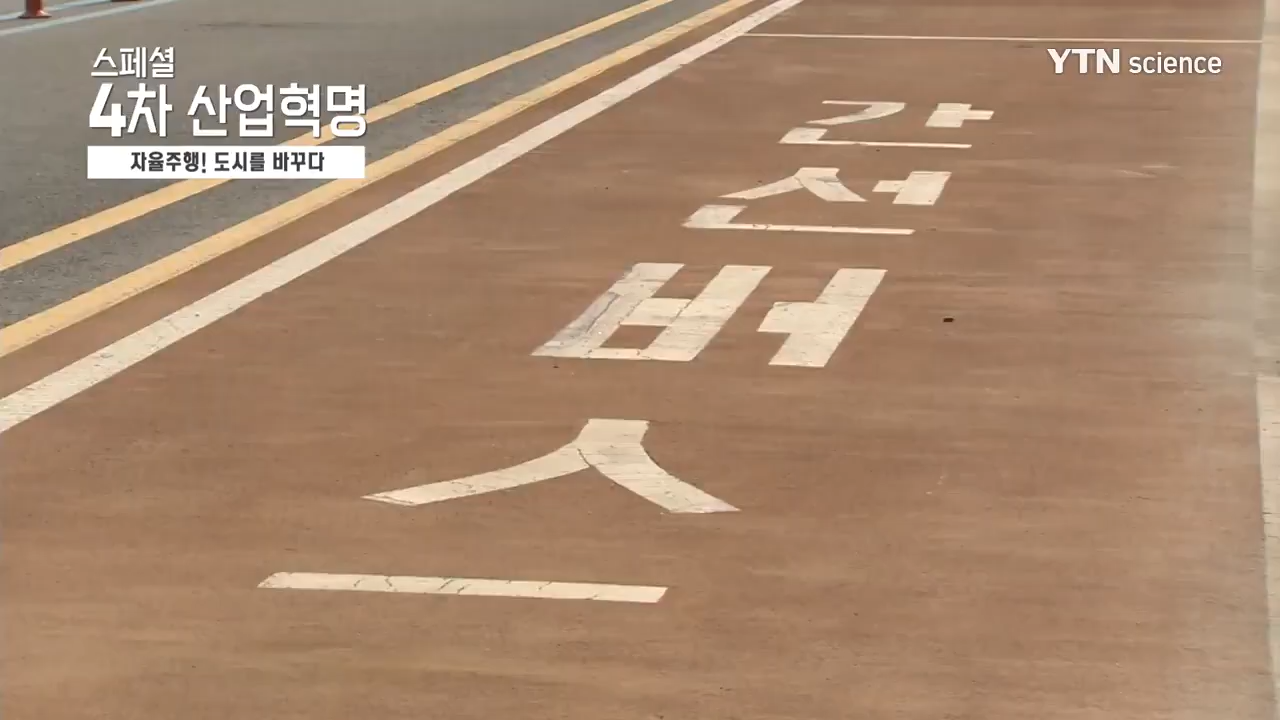 스페셜
4차 산업혁명
자율주행! 도시를 바꾸다
YTN science
간
선
버
스